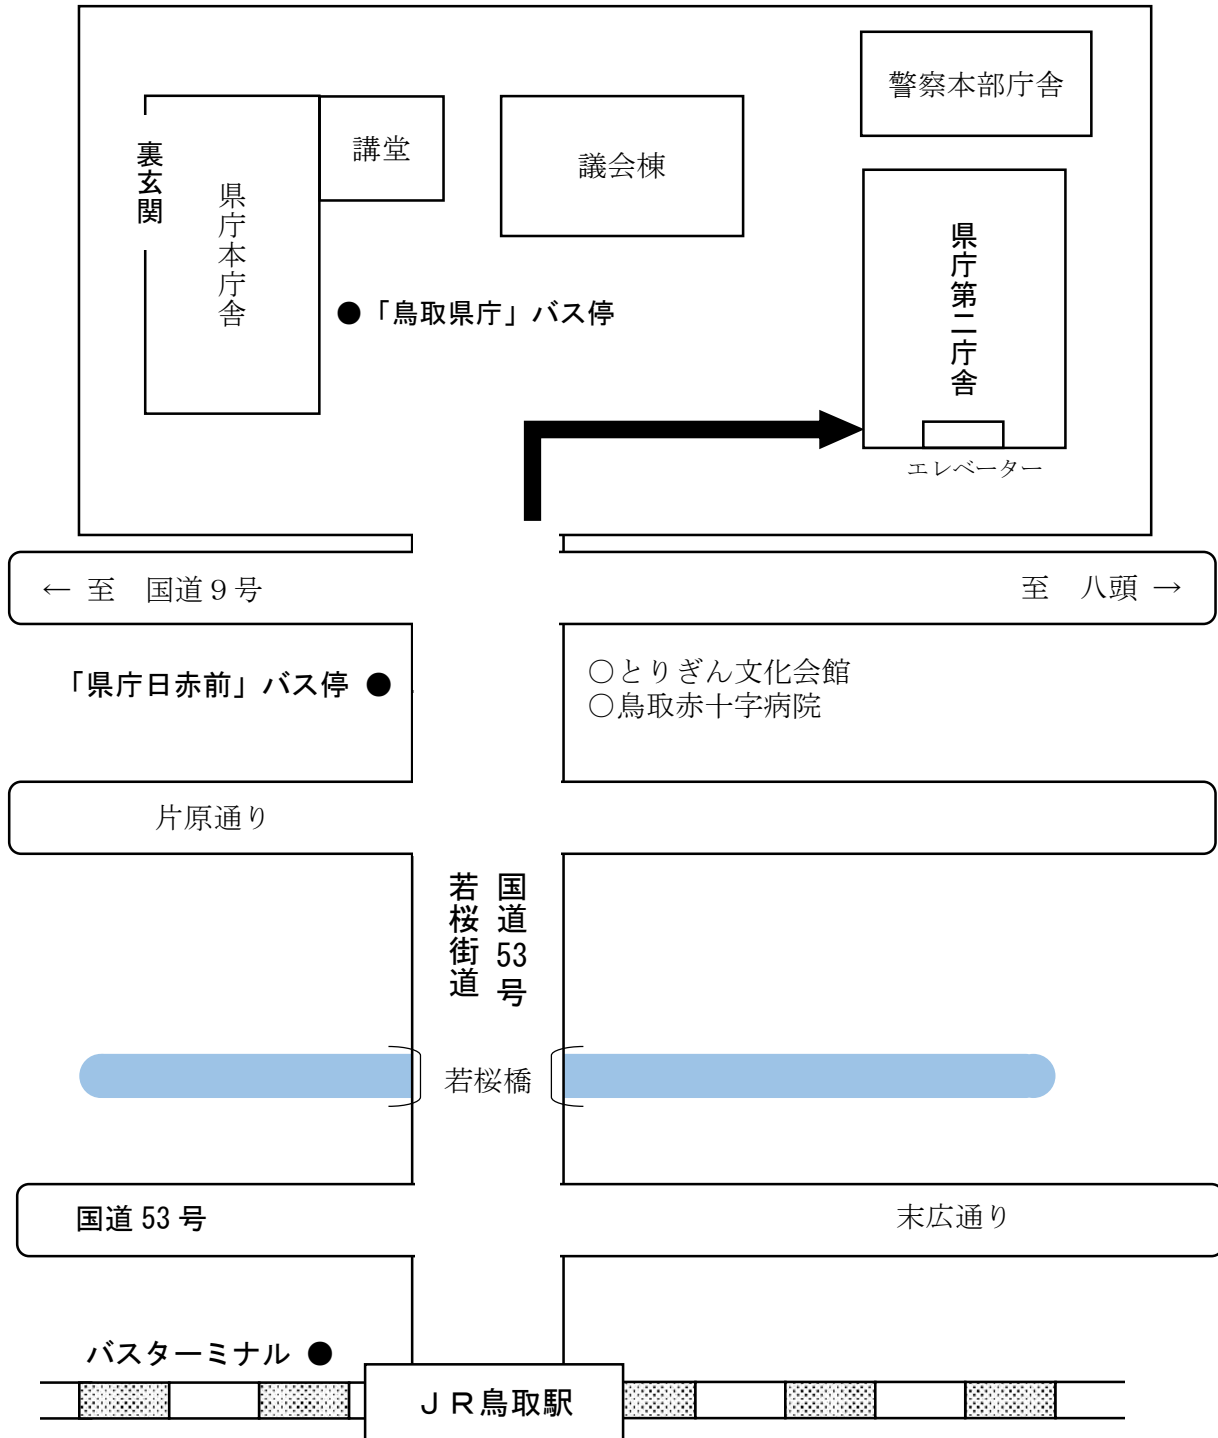 警察本部庁舎
講堂
議会棟
裏玄関
県庁本庁舎
県庁第二庁舎
●「鳥取県庁」バス停
エレベーター
← 至　国道９号
至　八頭 →
「県庁日赤前」バス停 ●
○とりぎん文化会館
○鳥取赤十字病院
片原通り
国道53号
若桜街道
若桜橋
国道 53 号
末広通り
バスターミナル ●
ＪＲ鳥取駅